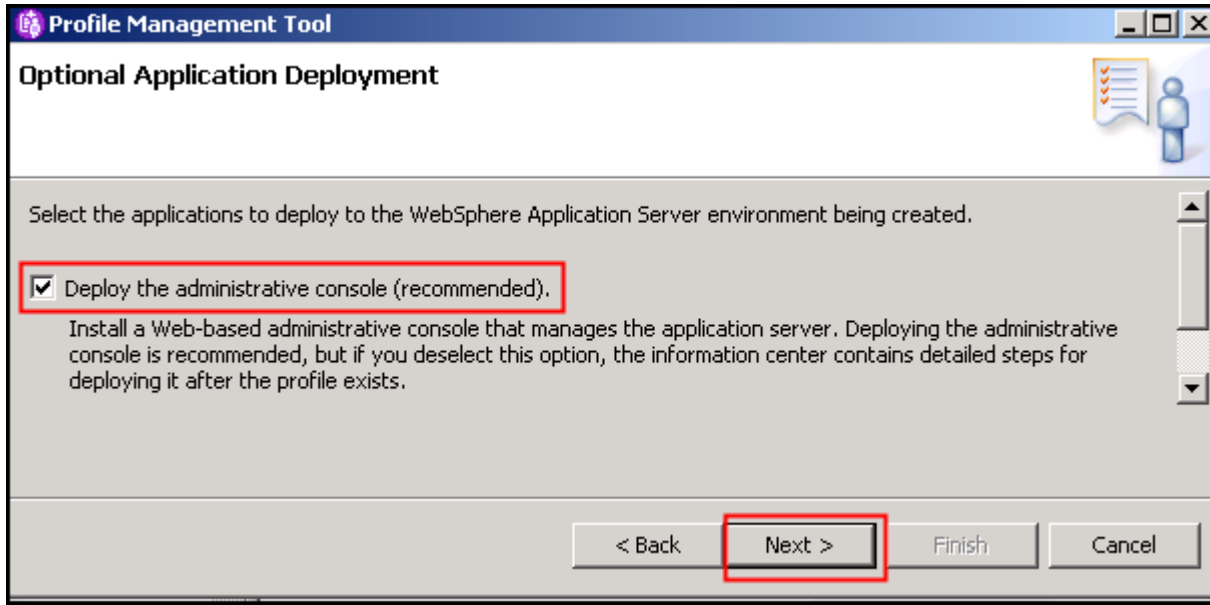 Profile Management Tool
Optional Application Deployment
Select the applications to deploy to the WebSphere Application Server environment being created.
Deploy the administrative console (recommended).
Install a Web-based administrative console that manages the application server. Deploying the administrative
console is recommended, but if you deselect this option, the information center contains detailed steps for
deploying it after the profile exists.
< Back Next > Finish Cancel